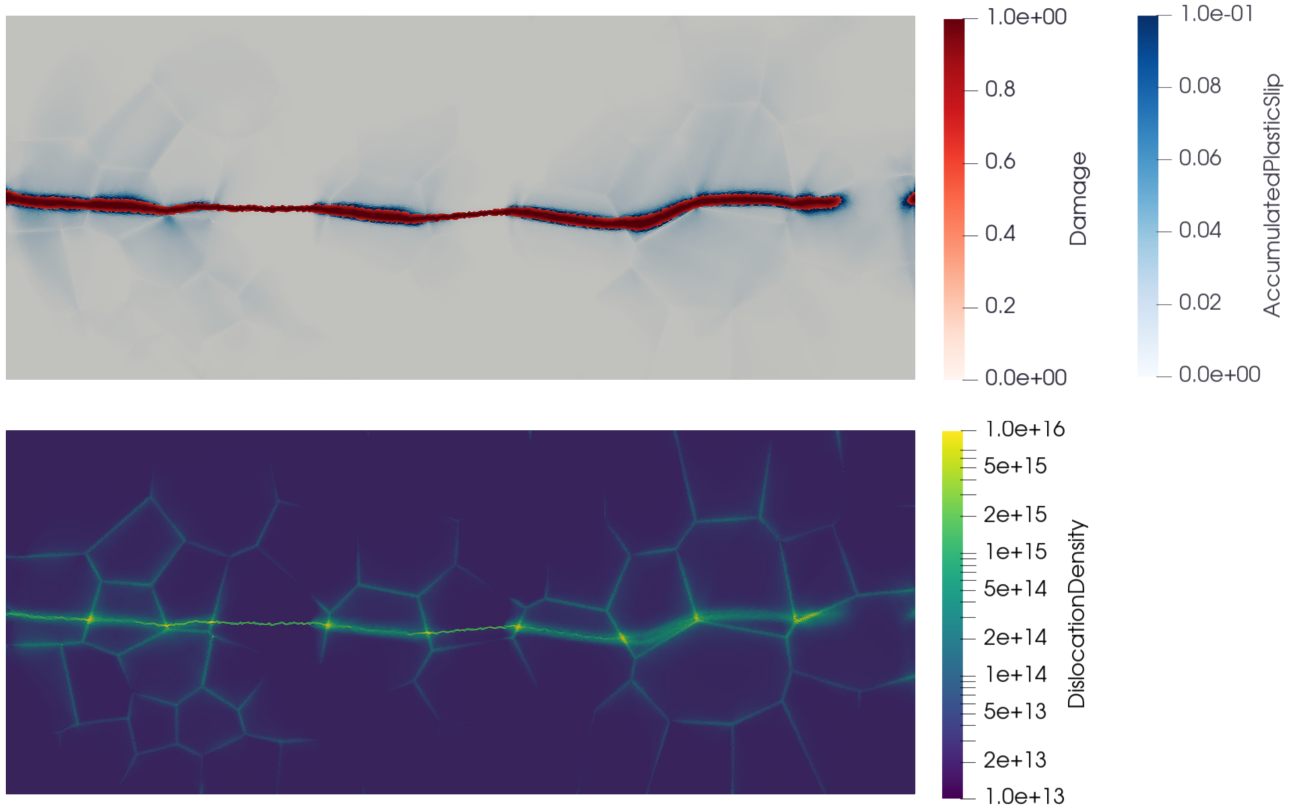 1.0e+00
0.8
0.6
0.4
0.2
0.0e+00
Damage
1.0e-01
0.08
0.06
0.04
0.02
0.0e+00
AccumulatedPlasticSlip
1.0e+16
5e+15
2e+15
1e+15
5e+14
2e+14
1e+14
5e+13
2e+13
1.0e+13
DislocationDensity